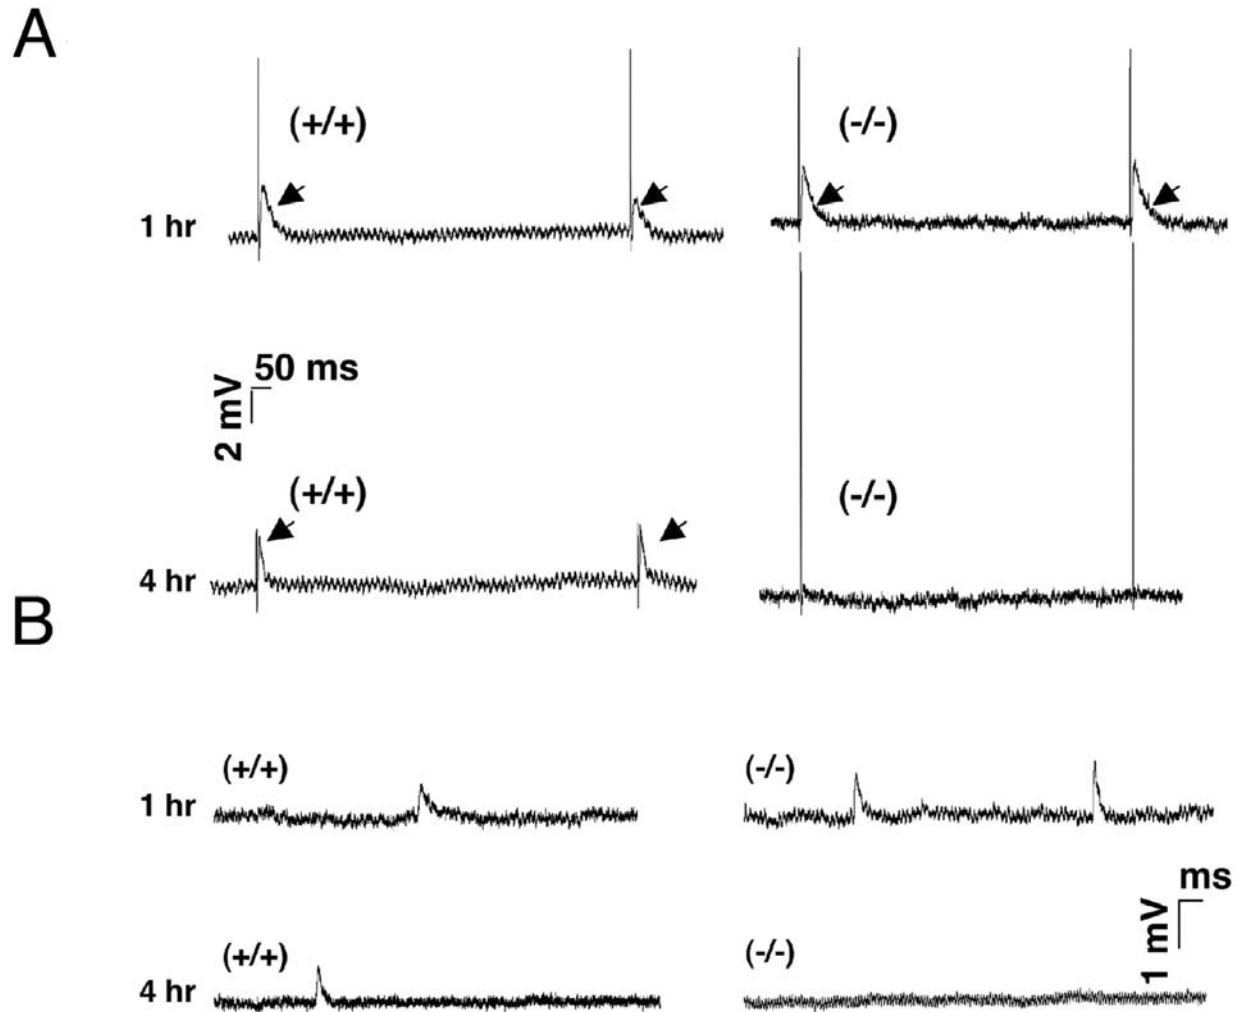 A
(+/+)
(-/-)
1 hr
50 ms
2 mV
(+/+)
(-/-)
4 hr
B
(+/+)
(-/-)
1 hr
ms
1 mV
(+/+)
(-/-)
4 hr